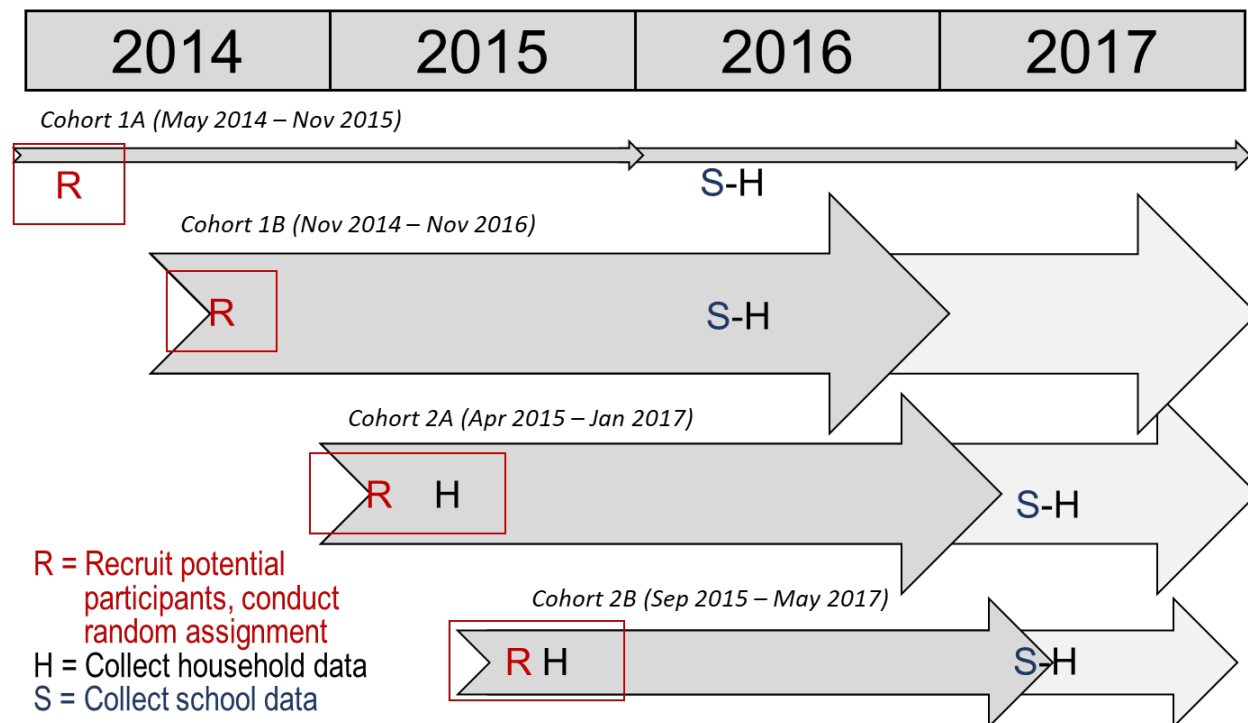 2014 2015 2016 2017
Cohort 1A (May 2014 – Nov 2015)
R
S-H
Cohort 1B (Nov 2014 – Nov 2016)
R
S-H
Cohort 2A (Apr 2015 – Jan 2017)
R H
S-H
Cohort 2B (Sep 2015 – May 2017)
R H
S-H
R = Recruit potential
participants, conduct
random assignment
H = Collect household data
S = Collect school data